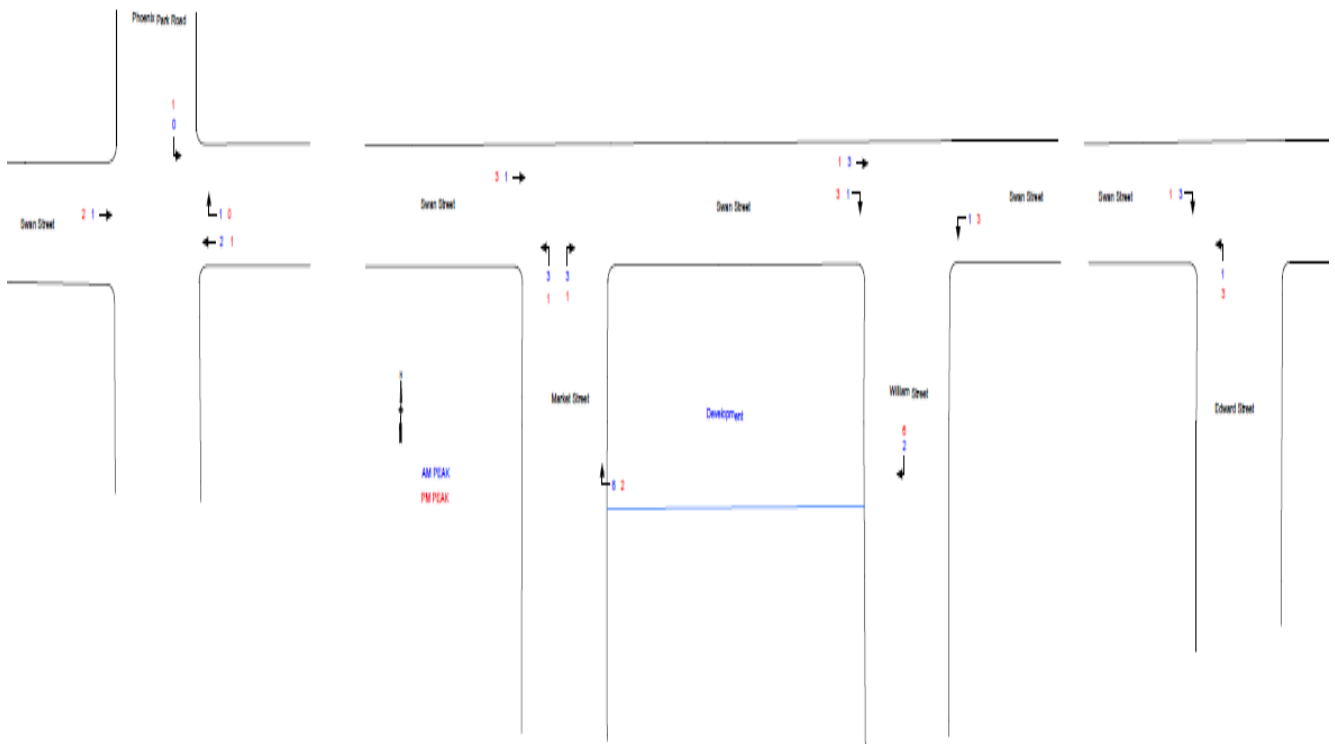 Phoenix Park Road
1
0
3 1
1 3
2 1
1 0
Swan Street
Swan Street
Swan Street
3 1
1 3
Swan Street
Swan Street
1 3
Swan Street
2 1
3 3
1 1
1
3
N
Market Street
Development
William Street
Edward Street
6
2
AM PEAK
PM PEAK
6 2